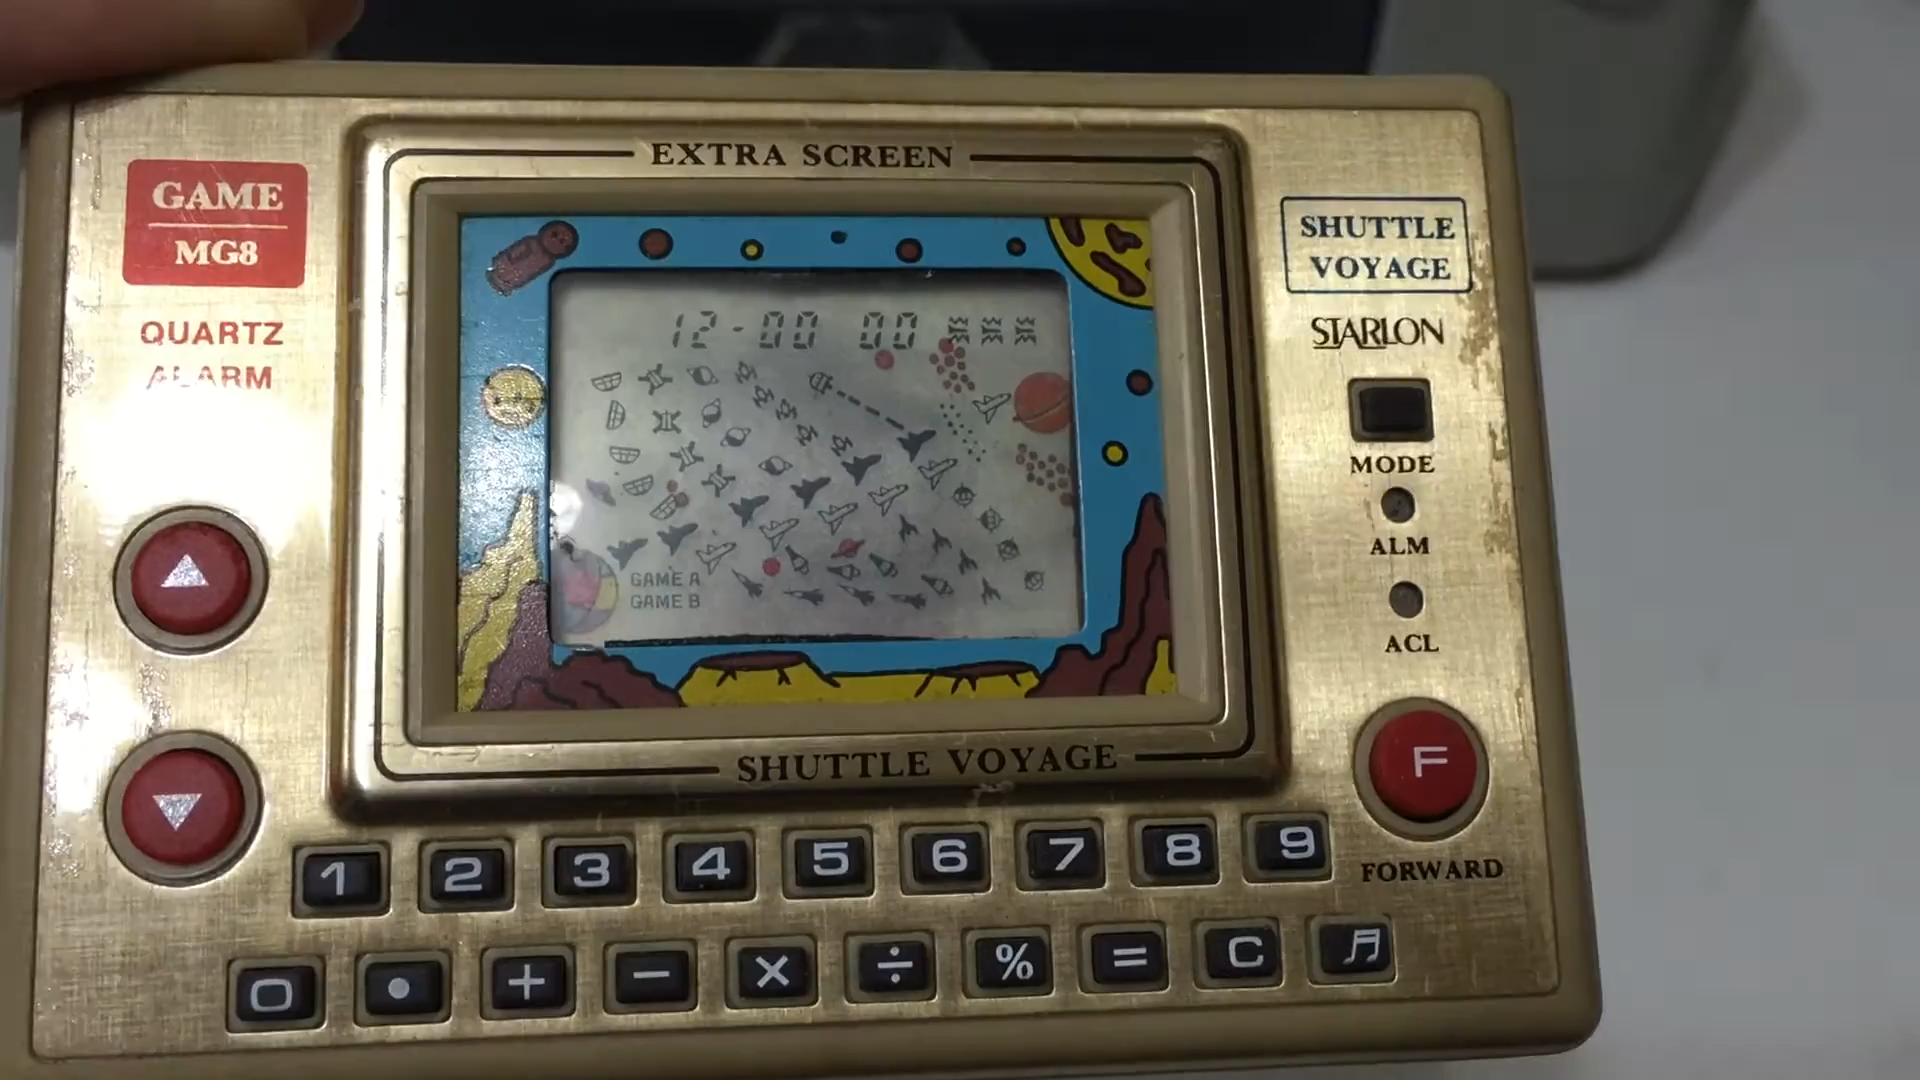 EXTRA SCREEN
GAME
MG8
QUARTZ
ALARM
SHUTTLE
VOYAGE
STARLON
12-00 00
GAME A
GAME B
MODE
ALM
ACL
SHUTTLE VOYAGE
F
FORWARD
1 2 3 4 5 6 7 8 9
0 • + − × ÷ % = C ♬